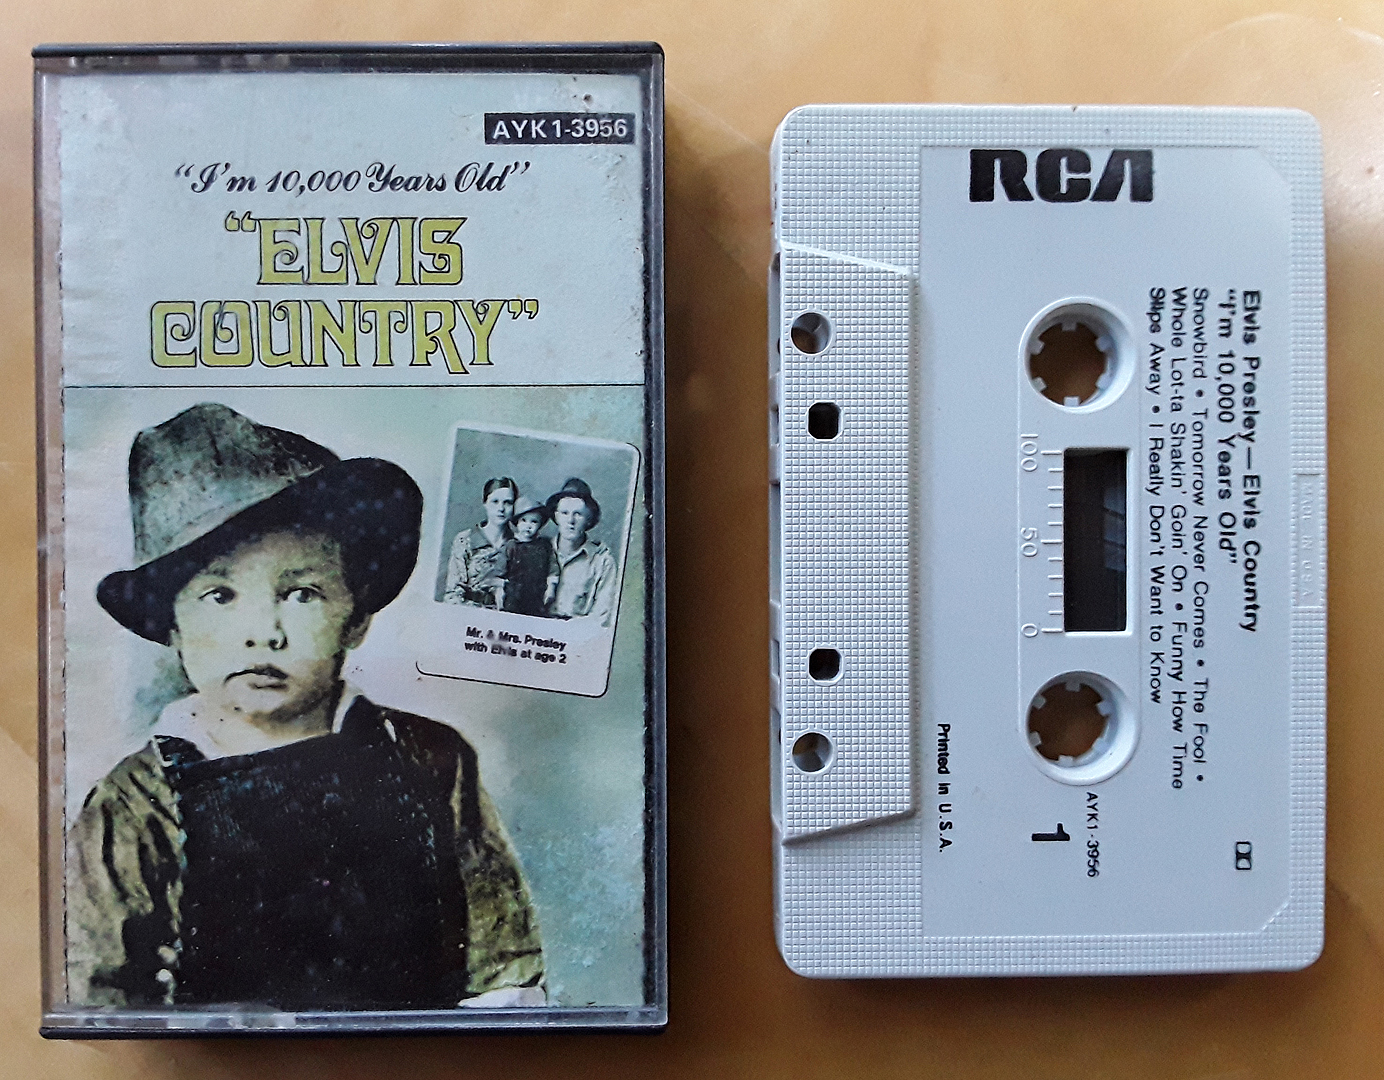 AYK1-3956
“I'm 10,000 Years Old”
“ELVIS
COUNTRY”
Mr. & Mrs. Presley
with Elvis at age 2
RCA
Elvis Presley—Elvis Country
“I'm 10,000 Years Old”
Snowbird • Tomorrow Never Comes • The Fool •
Whole Lot-ta Shakin' Goin' On • Funny How Time
Slips Away • I Really Don't Want to Know
100 50 0
AYK1-3956
1
Printed in U.S.A.
MADE IN U.S.A.